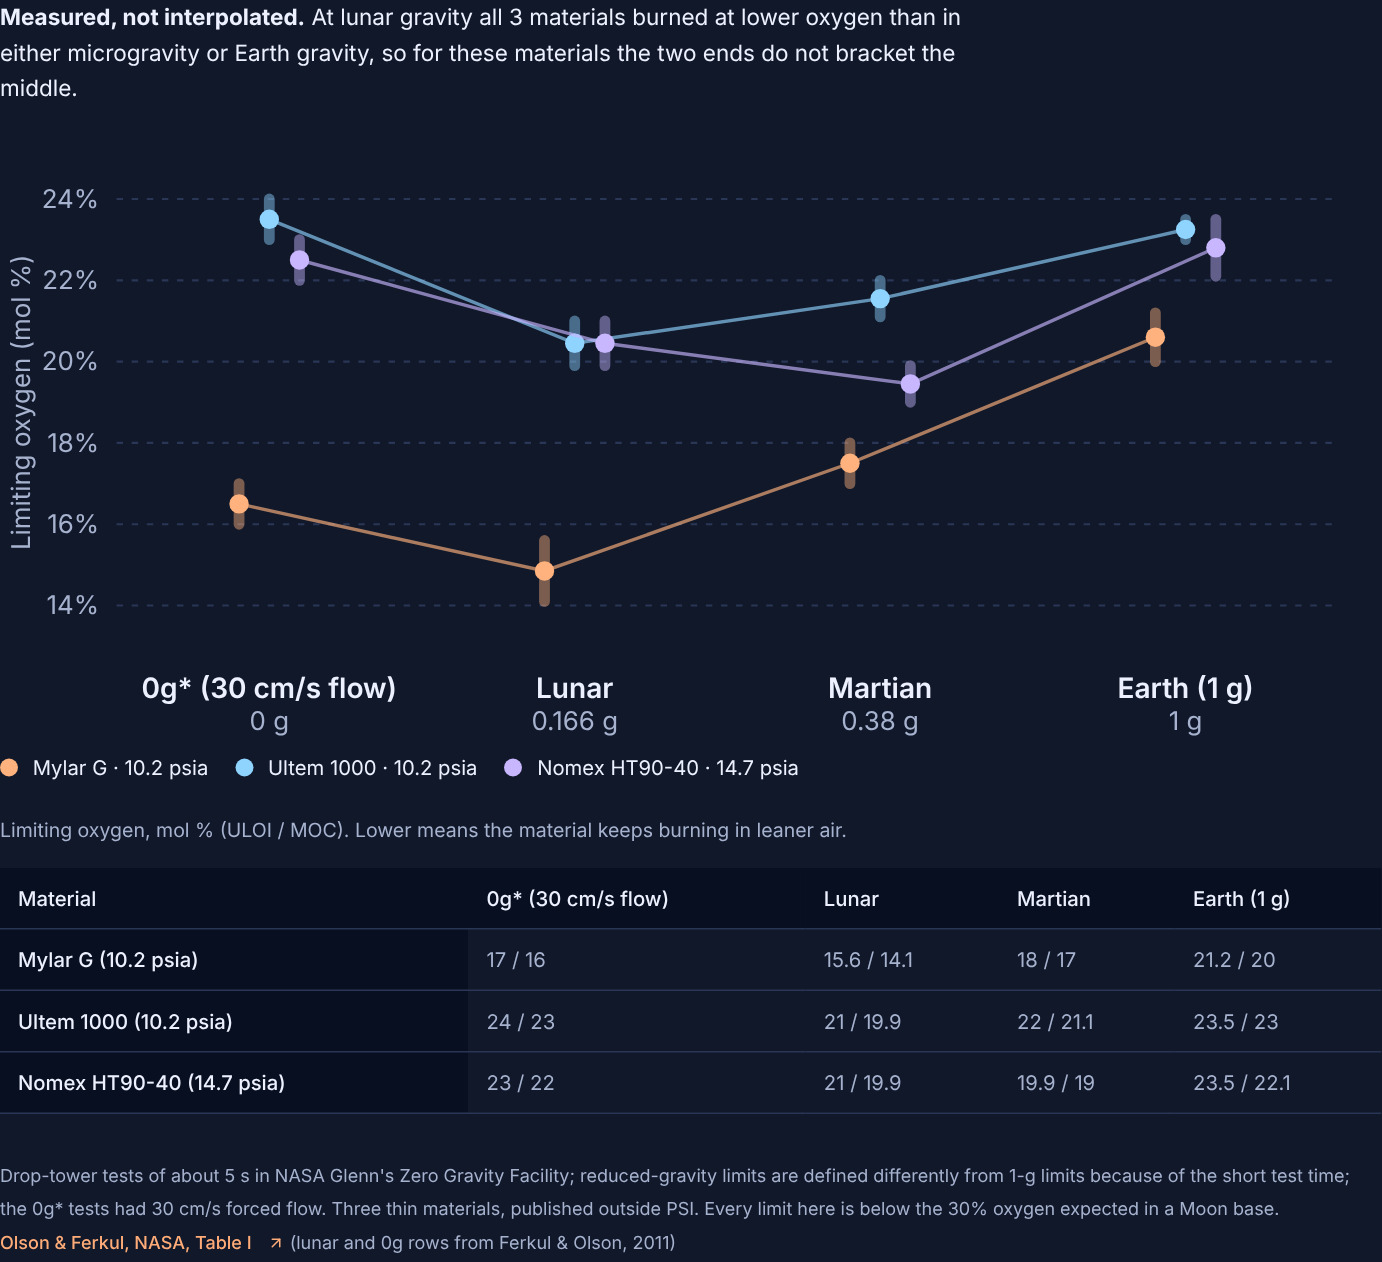 Measured, not interpolated. At lunar gravity all 3 materials burned at lower oxygen than in
either microgravity or Earth gravity, so for these materials the two ends do not bracket the
middle.
Limiting oxygen (mol %)
24%
22%
20%
18%
16%
14%
0g* (30 cm/s flow) Lunar Martian Earth (1 g)
0 g 0.166 g 0.38 g 1 g
Mylar G · 10.2 psia Ultem 1000 · 10.2 psia Nomex HT90-40 · 14.7 psia
Limiting oxygen, mol % (ULOI / MOC). Lower means the material keeps burning in leaner air.
Material 0g* (30 cm/s flow) Lunar Martian Earth (1 g)
Mylar G (10.2 psia) 17 / 16 15.6 / 14.1 18 / 17 21.2 / 20
Ultem 1000 (10.2 psia) 24 / 23 21 / 19.9 22 / 21.1 23.5 / 23
Nomex HT90-40 (14.7 psia) 23 / 22 21 / 19.9 19.9 / 19 23.5 / 22.1
Drop-tower tests of about 5 s in NASA Glenn's Zero Gravity Facility; reduced-gravity limits are defined differently from 1-g limits because of the short test time;
the 0g* tests had 30 cm/s forced flow. Three thin materials, published outside PSI. Every limit here is below the 30% oxygen expected in a Moon base.
Olson & Ferkul, NASA, Table I ↗ (lunar and 0g rows from Ferkul & Olson, 2011)